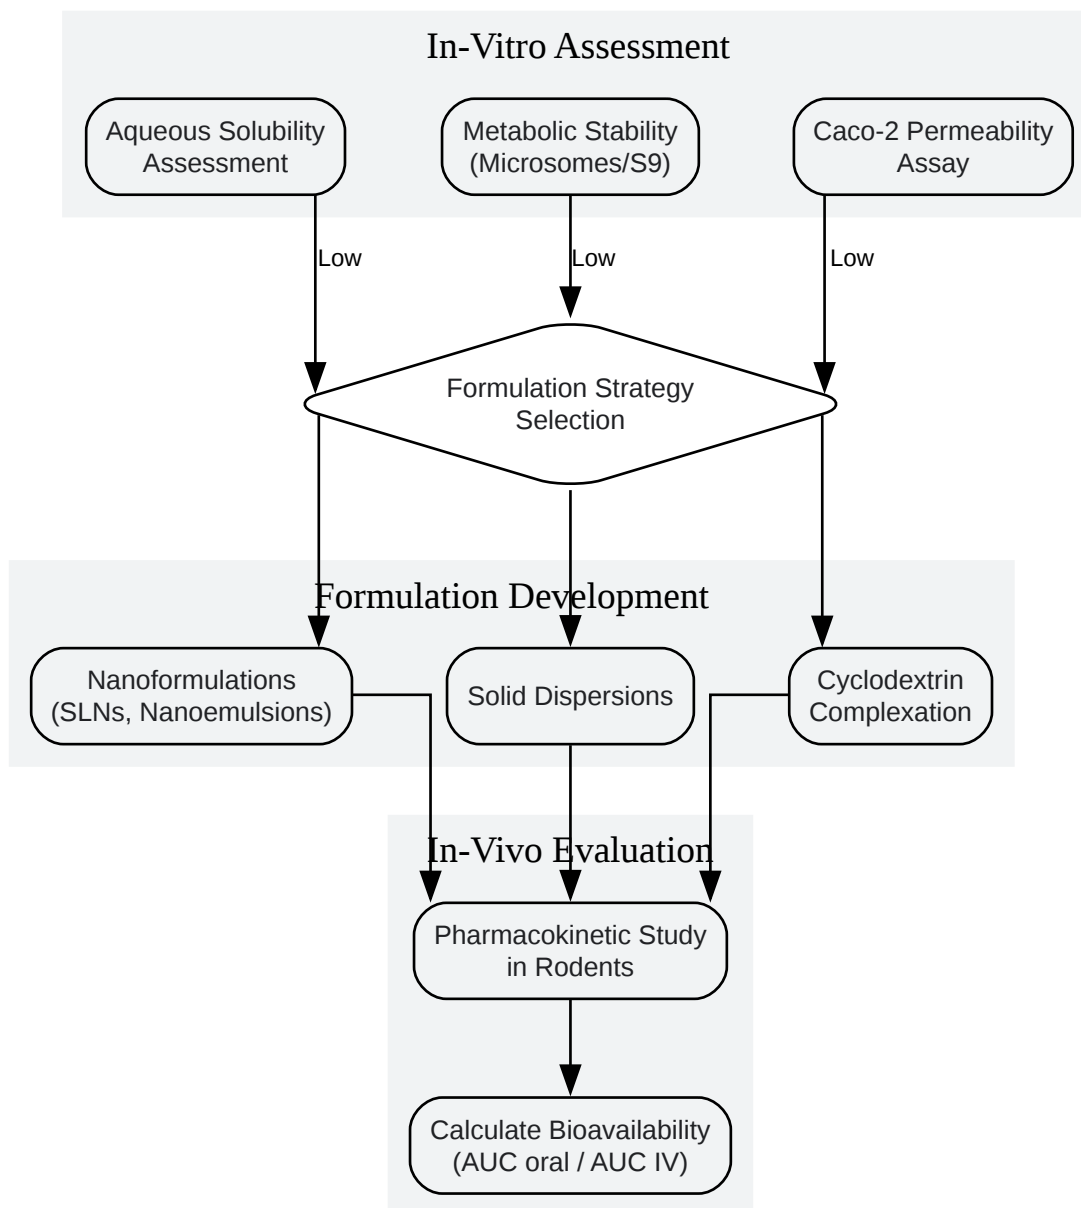 In-Vitro Assessment
Aqueous Solubility
Assessment
Metabolic Stability
(Microsomes/S9)
Caco-2 Permeability
Assay
Low
Low
Low
Formulation Strategy
Selection
Formulation Development
Nanoformulations
(SLNs, Nanoemulsions)
Solid Dispersions
Cyclodextrin
Complexation
In-Vivo Evaluation
Pharmacokinetic Study
in Rodents
Calculate Bioavailability
(AUC oral / AUC IV)